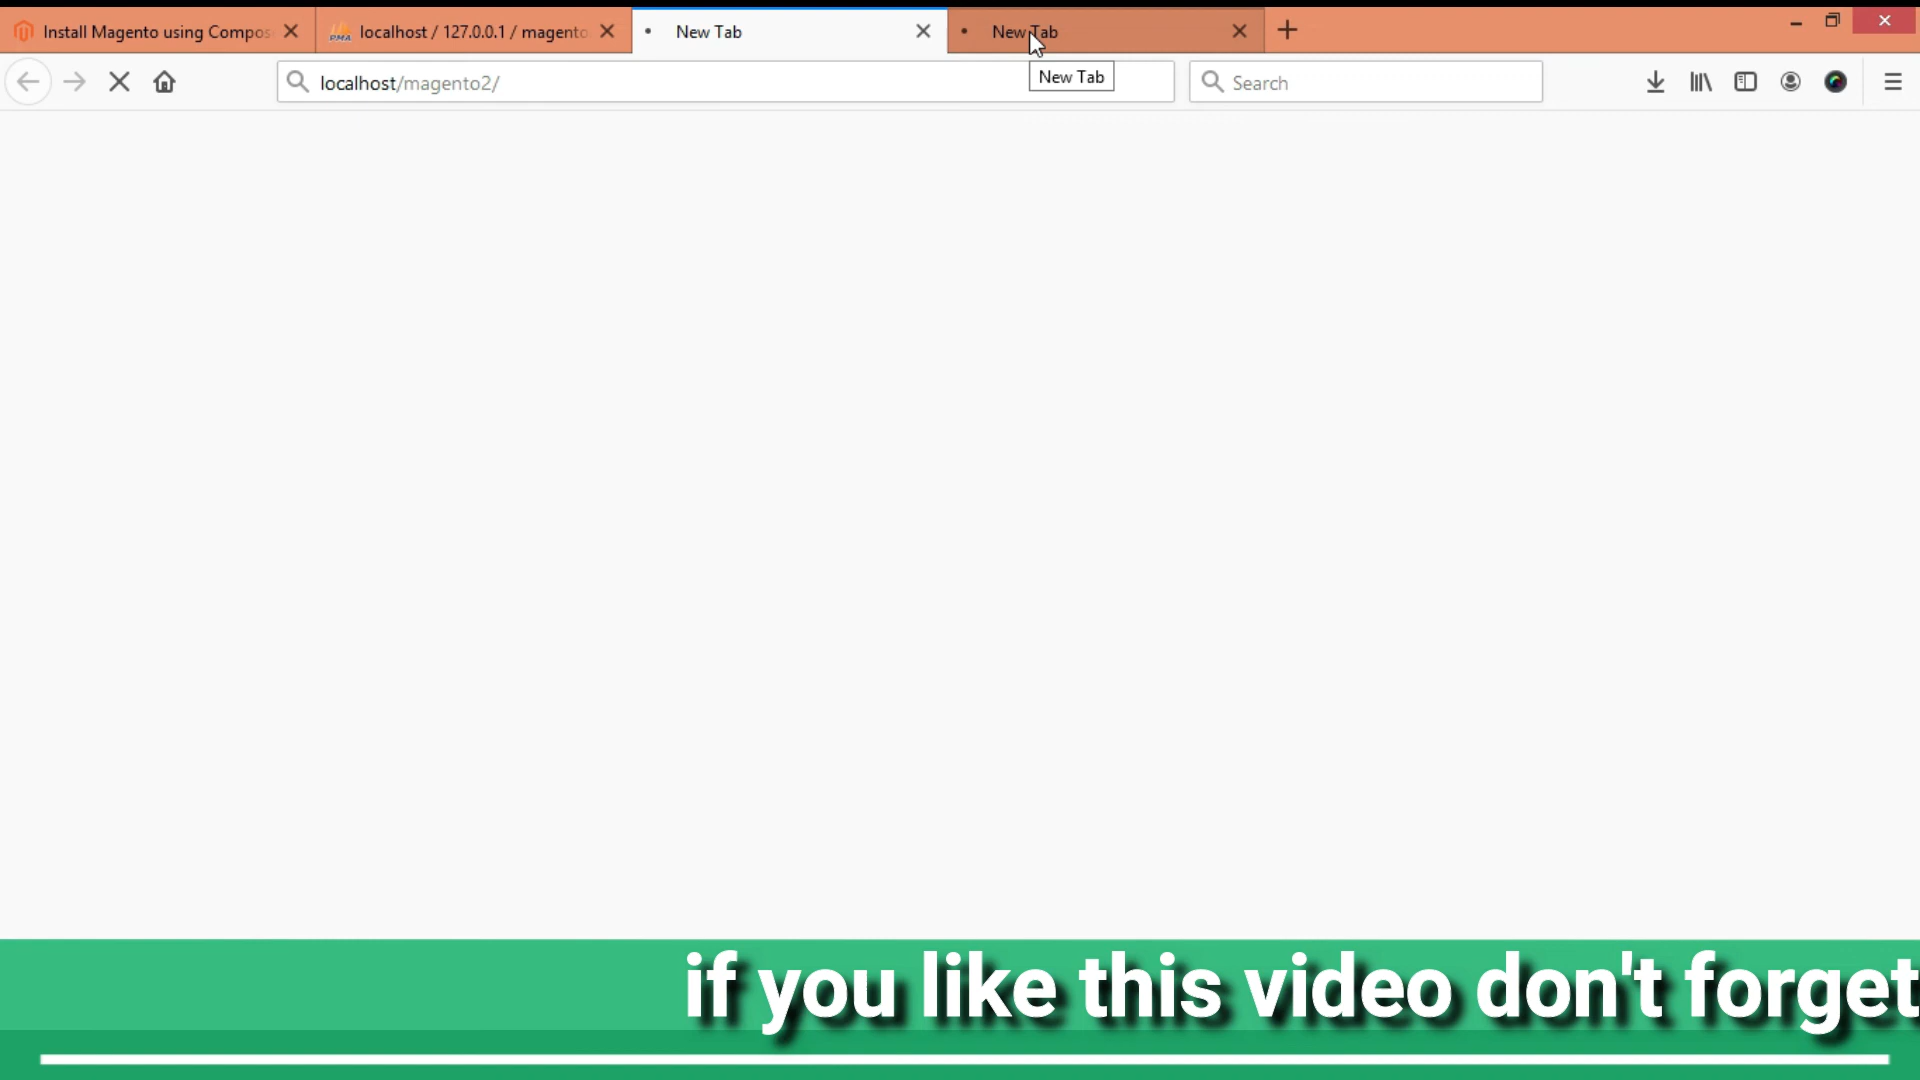 Install Magento using Compos
PMA
localhost / 127.0.0.1 / magento
New Tab
New Tab
localhost/magento2/
New Tab
Search
if you like this video don't forget